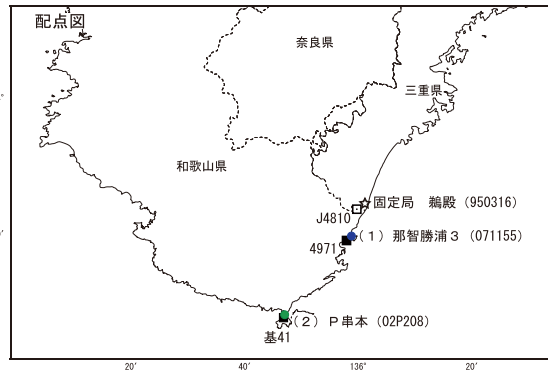 配点図
奈良県
三重県
和歌山県
固定局 鵜殿（950316）
J4810
（１）那智勝浦３（071155）
4971
（２）Ｐ串本（02P208）
基41
20′ 40′ 136° 20′